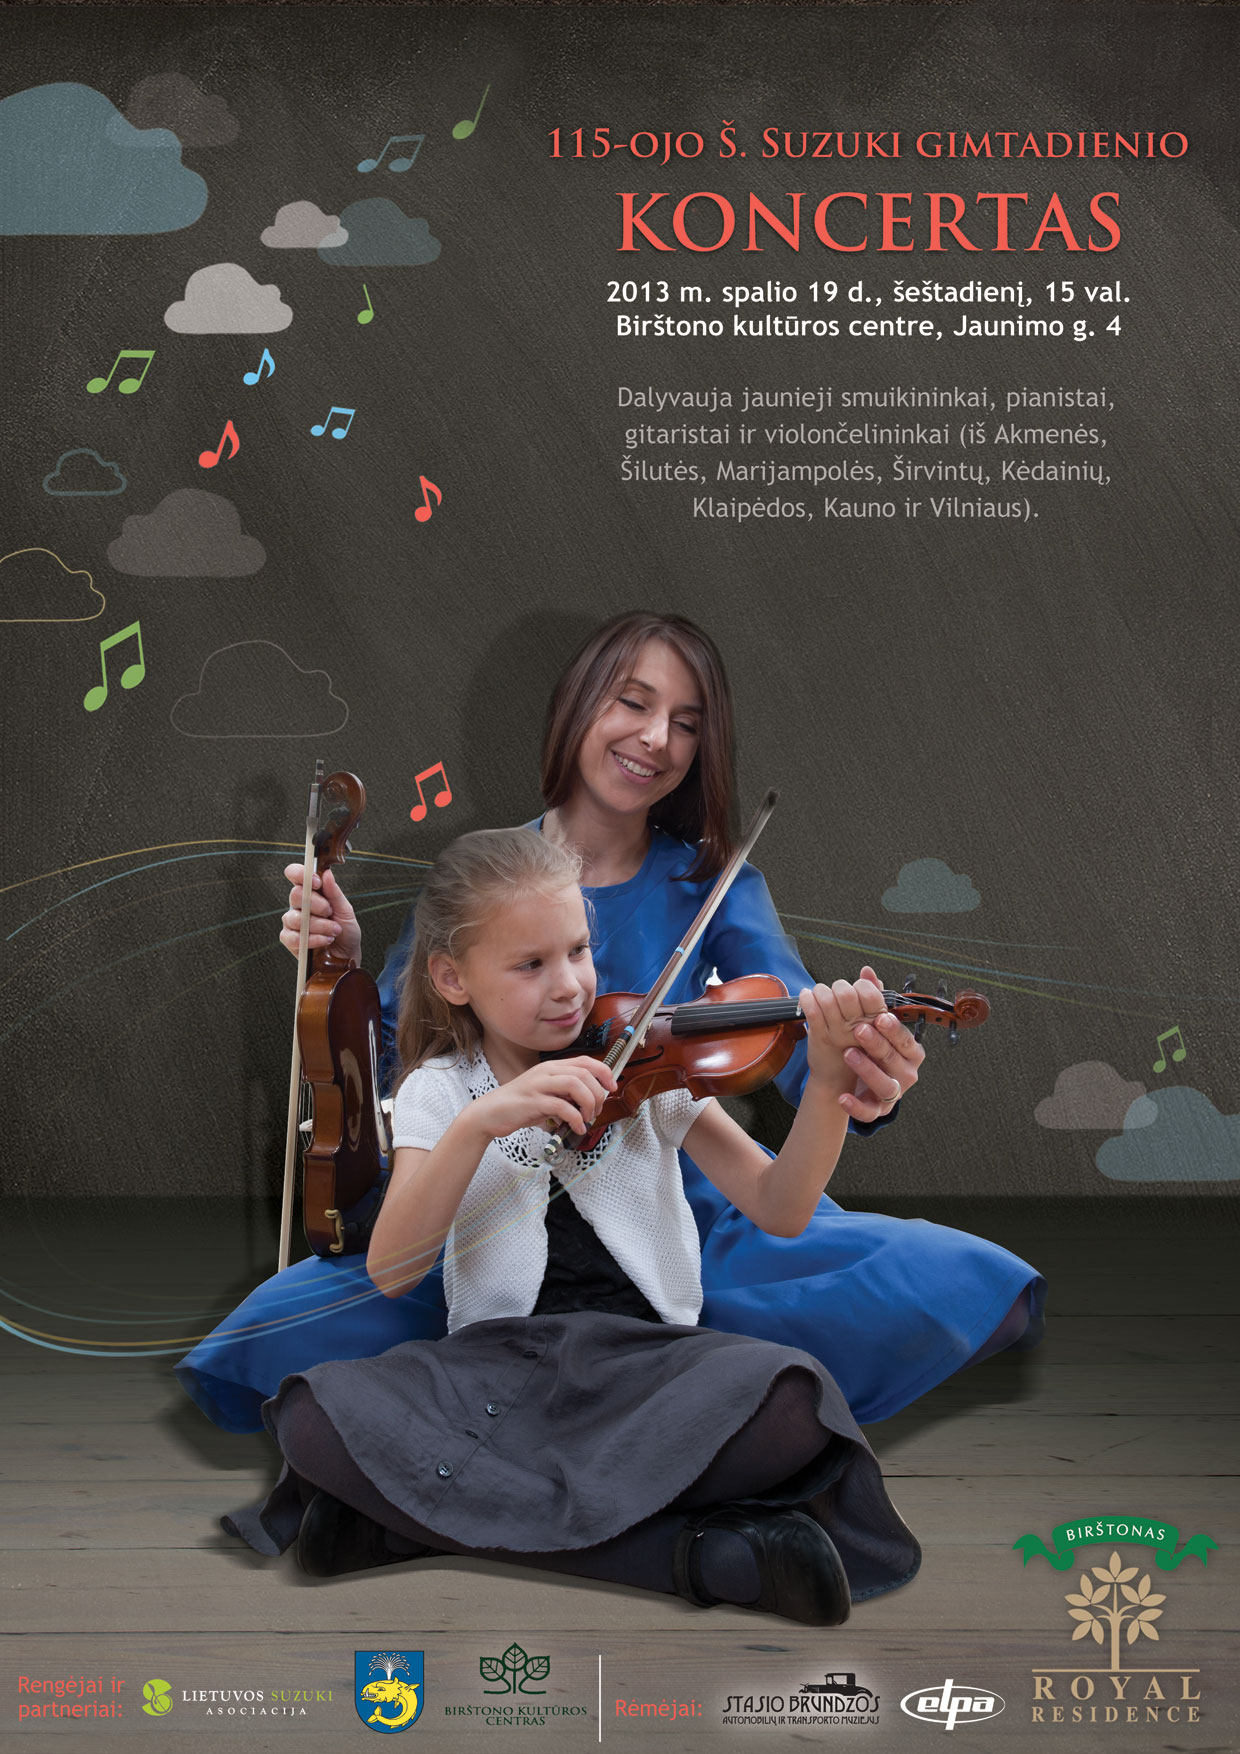 115-ojo Š. Suzuki gimtadienio
KONCERTAS
2013 m. spalio 19 d., šeštadienį, 15 val.
Birštono kultūros centre, Jaunimo g. 4
Dalyvauja jaunieji smuikininkai, pianistai,
gitaristai ir violončelininkai (iš Akmenės,
Šilutės, Marijampolės, Širvintų, Kėdainių,
Klaipėdos, Kauno ir Vilniaus).
BIRŠTONAS
ROYAL
RESIDENCE
Rengėjai ir
partneriai:
LIETUVOS SUZUKI
ASOCIACIJA
BIRŠTONO KULTŪROS
CENTRAS
Rėmėjai:
STASIO BRUNDZOS
AUTOMOBILIŲ IR TRANSPORTO MUZIEJUS
elpa